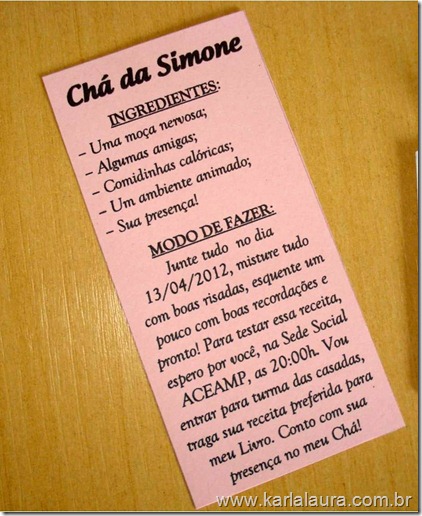 Chá da Simone
INGREDIENTES:
– Uma moça nervosa;
– Algumas amigas;
– Comidinhas calóricas;
– Um ambiente animado;
– Sua presença!
MODO DE FAZER:
Junte tudo no dia
13/04/2012, misture tudo
com boas risadas, esquente um
pouco com boas recordações e
pronto! Para testar essa receita,
espero por você, na Sede Social
ACEAMP, as 20:00h. Vou
entrar para turma das casadas,
traga sua receita preferida para
meu Livro. Conto com sua
presença no meu Chá!
www.karlalaura.com.br